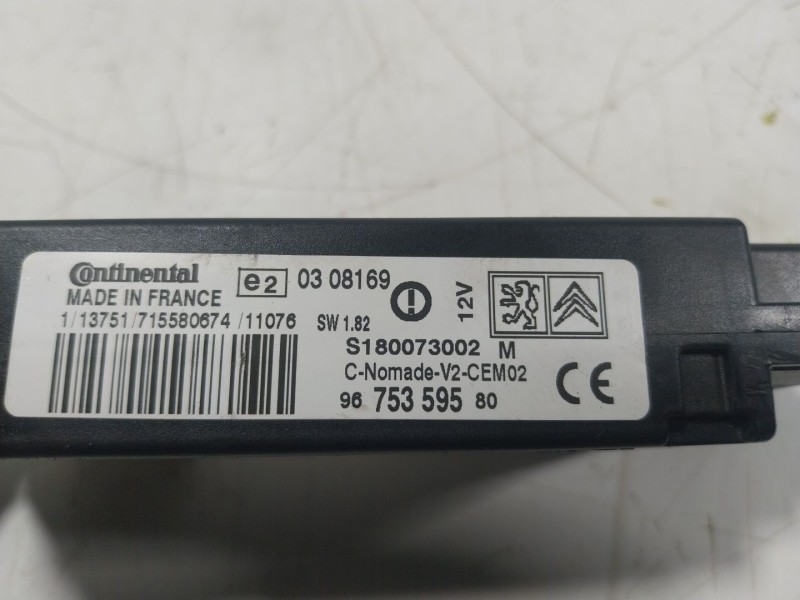 Continental
MADE IN FRANCE
e2 03 08169
12V
1/13751/715580674/11076 SW 1.82
S180073002 M
C-Nomade-V2-CEM02
96 753 595 80
CE